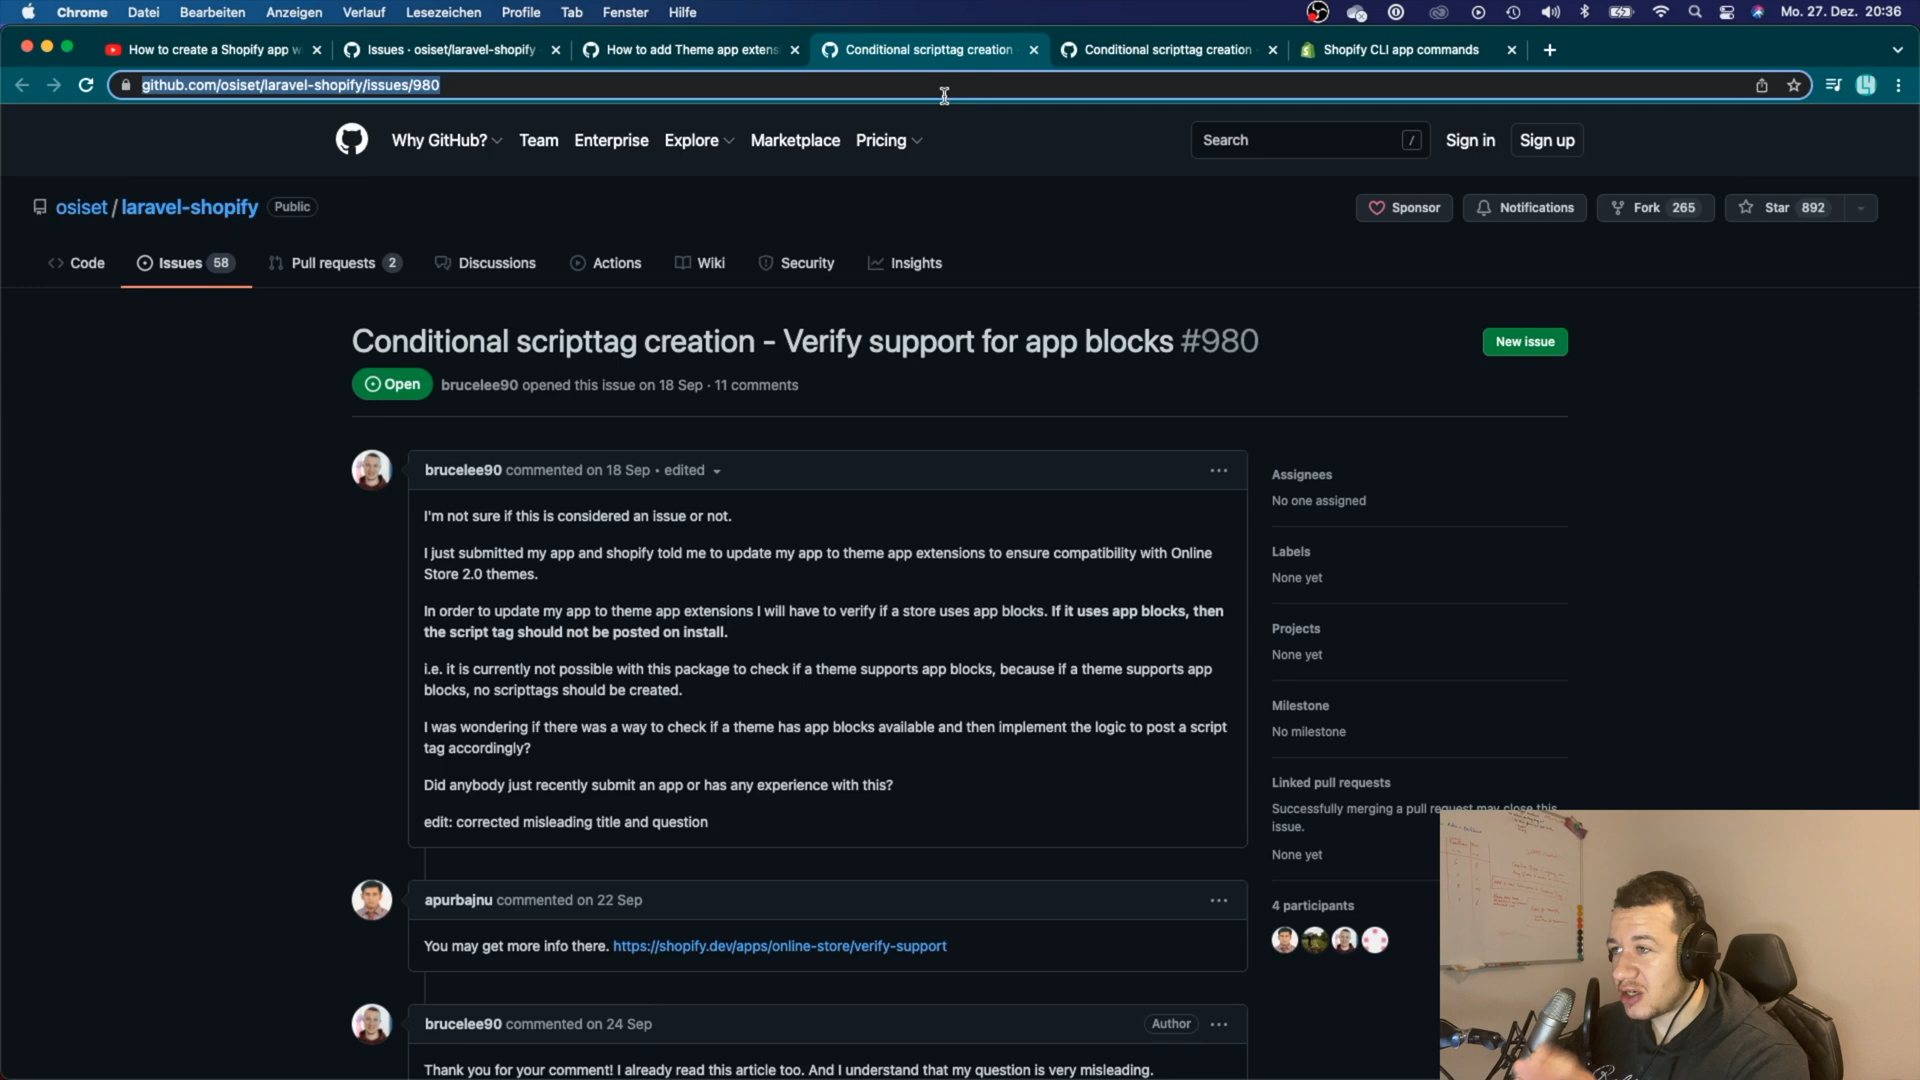 Chrome Datei Bearbeiten Anzeigen Verlauf Lesezeichen Profile Tab Fenster Hilfe Mo. 27. Dez. 20:36
How to create a Shopify app w
Issues · osiset/laravel-shopify
How to add Theme app extens
Conditional scripttag creation
Conditional scripttag creation
Shopify CLI app commands
github.com/osiset/laravel-shopify/issues/980
Why GitHub? Team Enterprise Explore Marketplace Pricing Search / Sign in Sign up
osiset / laravel-shopify Public Sponsor Notifications Fork 265 Star 892
Code Issues 58 Pull requests 2 Discussions Actions Wiki Security Insights
Conditional scripttag creation - Verify support for app blocks #980
New issue
Open brucelee90 opened this issue on 18 Sep · 11 comments
brucelee90 commented on 18 Sep • edited
I'm not sure if this is considered an issue or not.
I just submitted my app and shopify told me to update my app to theme app extensions to ensure compatibility with Online
Store 2.0 themes.
In order to update my app to theme app extensions I will have to verify if a store uses app blocks. If it uses app blocks, then
the script tag should not be posted on install.
i.e. it is currently not possible with this package to check if a theme supports app blocks, because if a theme supports app
blocks, no scripttags should be created.
I was wondering if there was a way to check if a theme has app blocks available and then implement the logic to post a script
tag accordingly?
Did anybody just recently submit an app or has any experience with this?
edit: corrected misleading title and question
apurbajnu commented on 22 Sep
You may get more info there. https://shopify.dev/apps/online-store/verify-support
brucelee90 commented on 24 Sep
Author
Thank you for your comment! I already read this article too. And I understand that my question is very misleading.
Assignees
No one assigned
Labels
None yet
Projects
None yet
Milestone
No milestone
Linked pull requests
Successfully merging a pull request may close this
issue.
None yet
4 participants